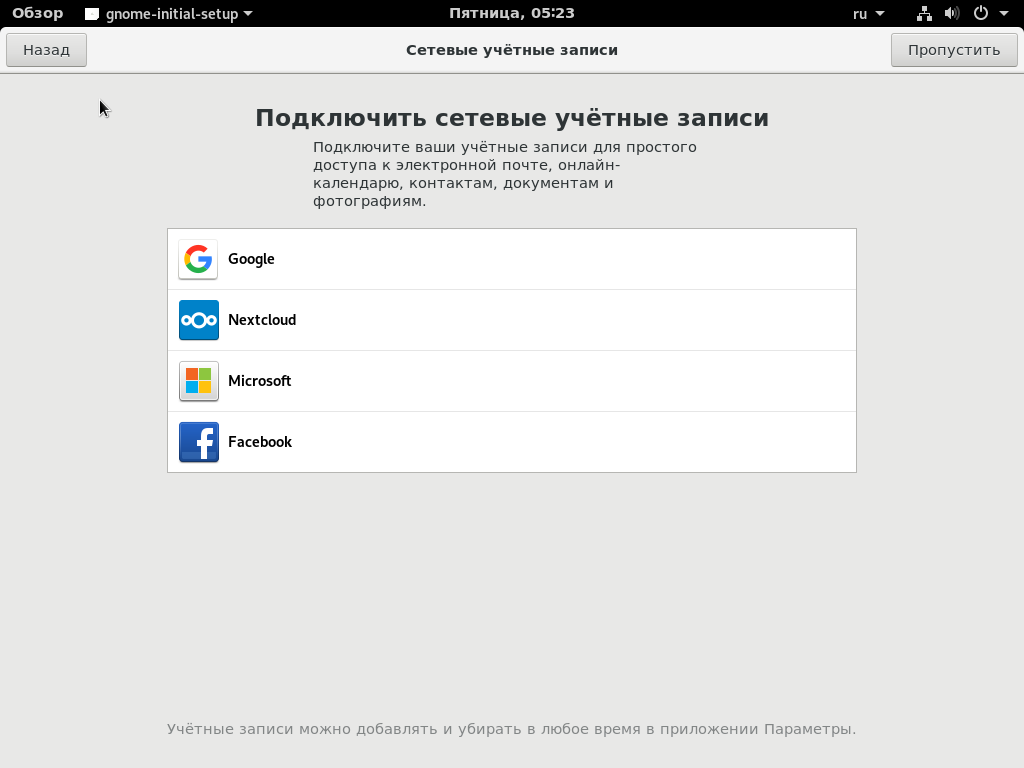 Обзор gnome-initial-setup Пятница, 05:23 ru
Назад Сетевые учётные записи Пропустить
Подключить сетевые учётные записи
Подключите ваши учётные записи для простого
доступа к электронной почте, онлайн-
календарю, контактам, документам и
фотографиям.
Google
Nextcloud
Microsoft
Facebook
Учётные записи можно добавлять и убирать в любое время в приложении Параметры.